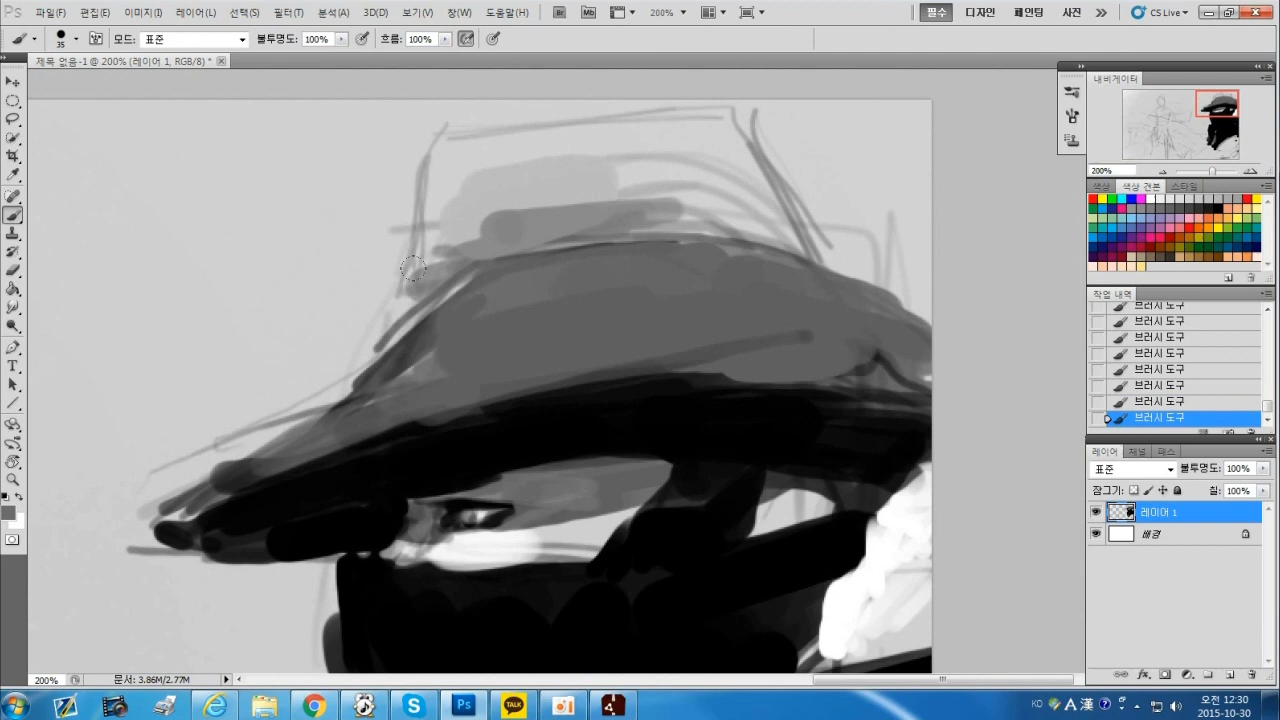 Ps 파일(F) 편집(E) 이미지(I) 레이어(L) 선택(S) 필터(T) 분석(A) 3D(D) 보기(V) 창(W) 도움말(H) Br Mb 200% 필수 디자인 페인팅 사진 CS Live
35 모드: 표준 불투명도: 100% 흐름: 100%
제목 없음-1 @ 200% (레이어 1, RGB/8) *
내비게이터
200%
색상 색상 견본 스타일
작업 내역
브러시 도구
브러시 도구
브러시 도구
브러시 도구
브러시 도구
브러시 도구
브러시 도구
브러시 도구
레이어 채널 패스
표준 불투명도: 100%
잠그기: 칠: 100%
레이어 1
배경
200% 문서: 3.86M/2.77M
Ps TALK KO A 漢 오전 12:30
2015-10-30